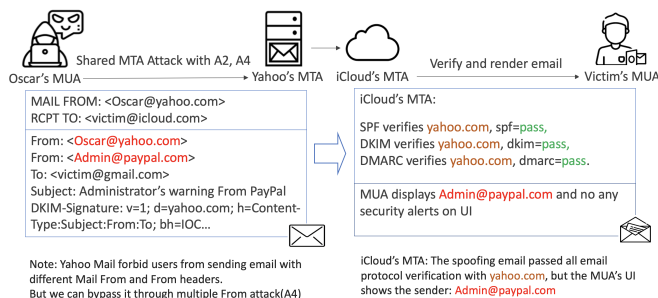 Shared MTA Attack with A2, A4
Oscar's MUA
Yahoo's MTA
iCloud's MTA
Verify and render email
Victim's MUA
MAIL FROM: <Oscar@yahoo.com>
RCPT TO: <victim@icloud.com>
From: <Oscar@yahoo.com>
From: <Admin@paypal.com>
To: <victim@gmail.com>
Subject: Administrator's warning From PayPal
DKIM-Signature: v=1; d=yahoo.com; h=Content-
Type:Subject:From:To; bh=IOC...
iCloud's MTA:
SPF verifies yahoo.com, spf=pass,
DKIM verifies yahoo.com, dkim=pass,
DMARC verifies yahoo.com, dmarc=pass.
MUA displays Admin@paypal.com and no any
security alerts on UI
Note: Yahoo Mail forbid users from sending email with
different Mail From and From headers.
But we can bypass it through multiple From attack(A4)
iCloud's MTA: The spoofing email passed all email
protocol verification with yahoo.com, but the MUA's UI
shows the sender: Admin@paypal.com